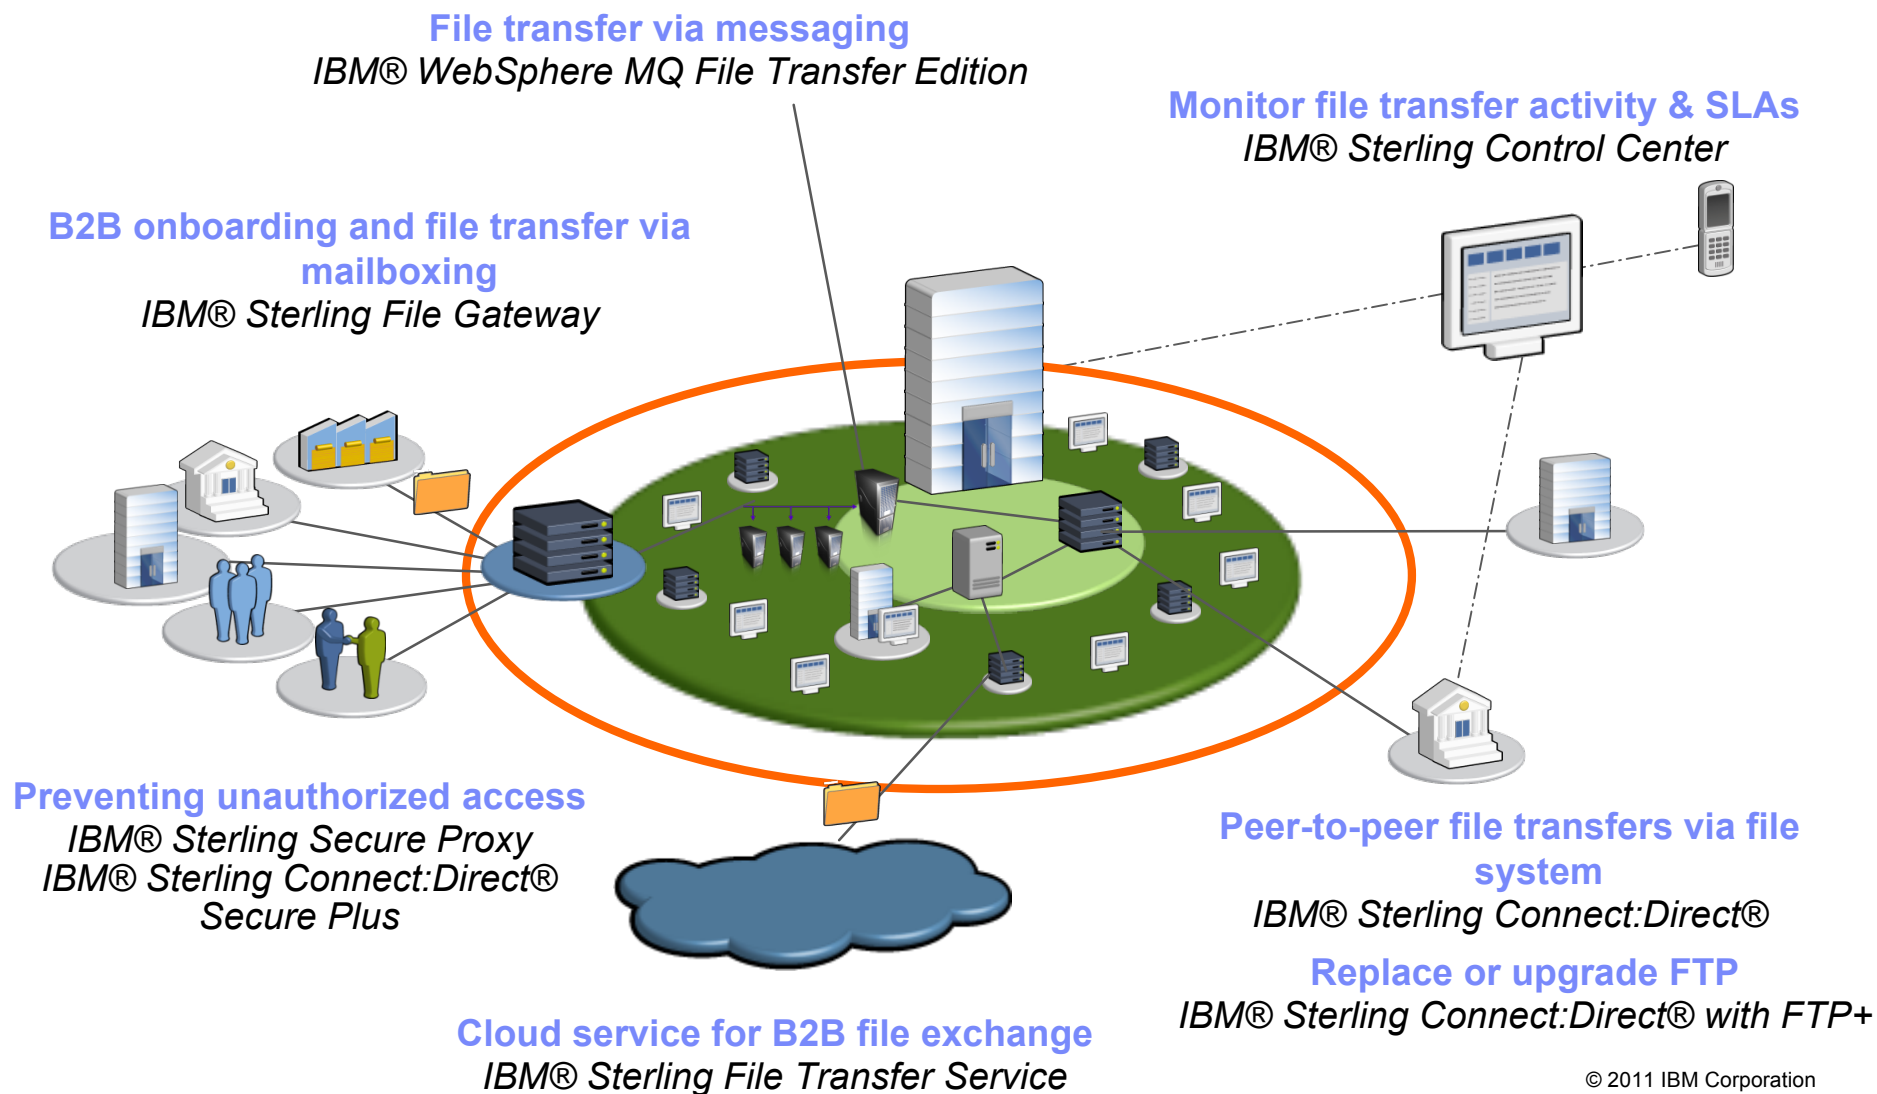 File transfer via messaging
IBM® WebSphere MQ File Transfer Edition
Monitor file transfer activity & SLAs
IBM® Sterling Control Center
B2B onboarding and file transfer via
mailboxing
IBM® Sterling File Gateway
Preventing unauthorized access
IBM® Sterling Secure Proxy
IBM® Sterling Connect:Direct®
Secure Plus
Peer-to-peer file transfers via file
system
IBM® Sterling Connect:Direct®
Replace or upgrade FTP
IBM® Sterling Connect:Direct® with FTP+
Cloud service for B2B file exchange
IBM® Sterling File Transfer Service
© 2011 IBM Corporation